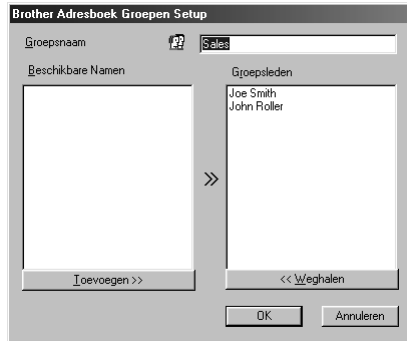 Brother Adresboek Groepen Setup
Groepsnaam
Sales
Beschikbare Namen
Groepsleden
Joe Smith
John Roller
Toevoegen >>
<< Weghalen
OK
Annuleren